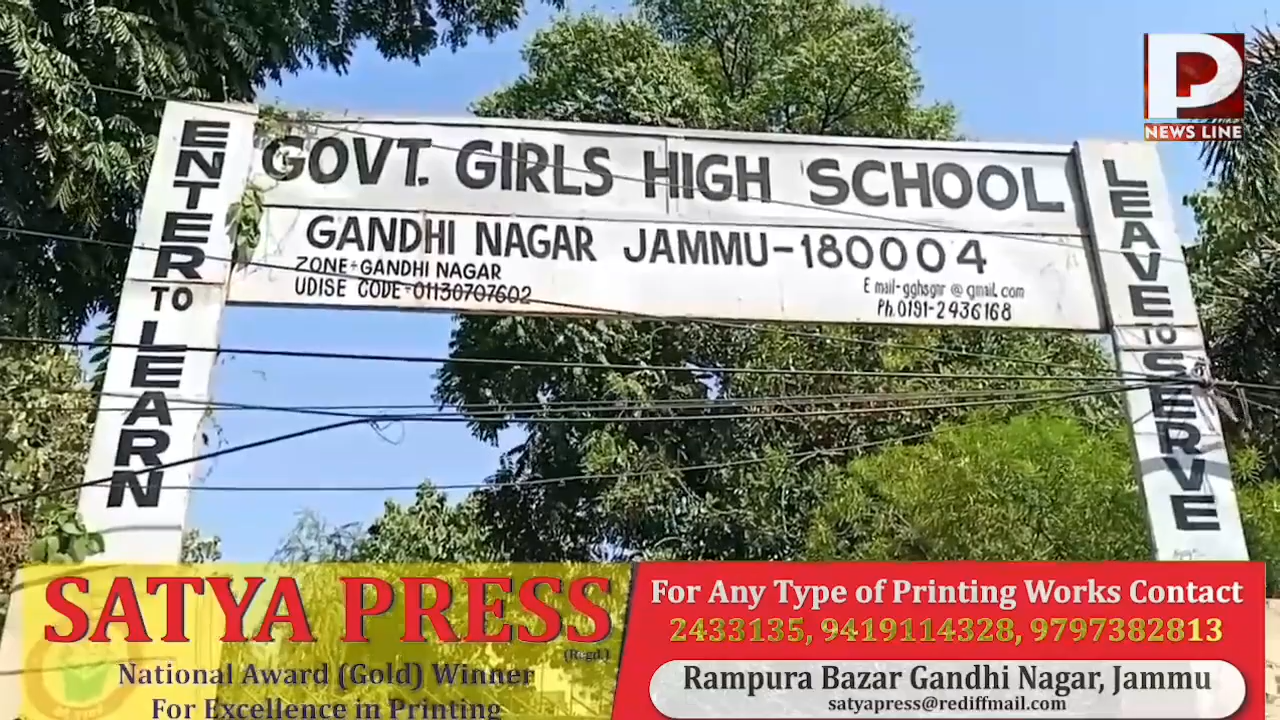 P
NEWS LINE
ENTER TO LEARN
GOVT. GIRLS HIGH SCHOOL
GANDHI NAGAR JAMMU-180004
ZONE÷GANDHI NAGAR
UDISE CODE-01130707602
E mail-gghsgnr@gmail.com
Ph.0191-2436168
LEAVE TO SERVE
SATYA PRESS
(Regd.)
National Award (Gold) Winner
For Excellence in Printing
For Any Type of Printing Works Contact
2433135, 9419114328, 9797382813
Rampura Bazar Gandhi Nagar, Jammu
satyapress@rediffmail.com